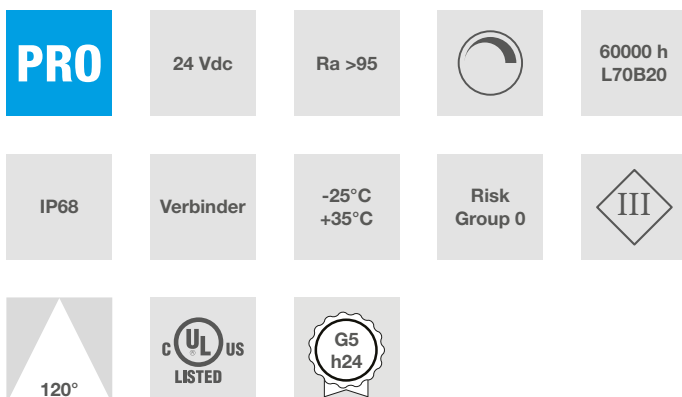 PRO
24 Vdc
Ra >95
60000 h
L70B20
IP68
Verbinder
-25°C
+35°C
Risk
Group 0
III
120°
C UL ® US
LISTED
G5
h24